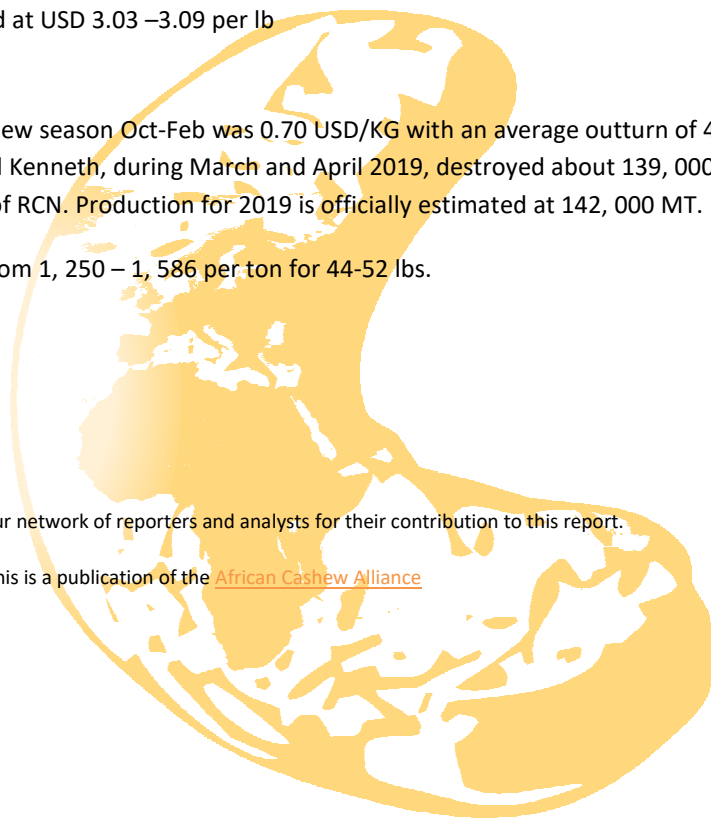 d at USD 3.03 –3.09 per lb
ew season Oct-Feb was 0.70 USD/KG with an average outturn of 4
d Kenneth, during March and April 2019, destroyed about 139, 000
of RCN. Production for 2019 is officially estimated at 142, 000 MT.
om 1, 250 – 1, 586 per ton for 44-52 lbs.
ur network of reporters and analysts for their contribution to this report.
his is a publication of the African Cashew Alliance